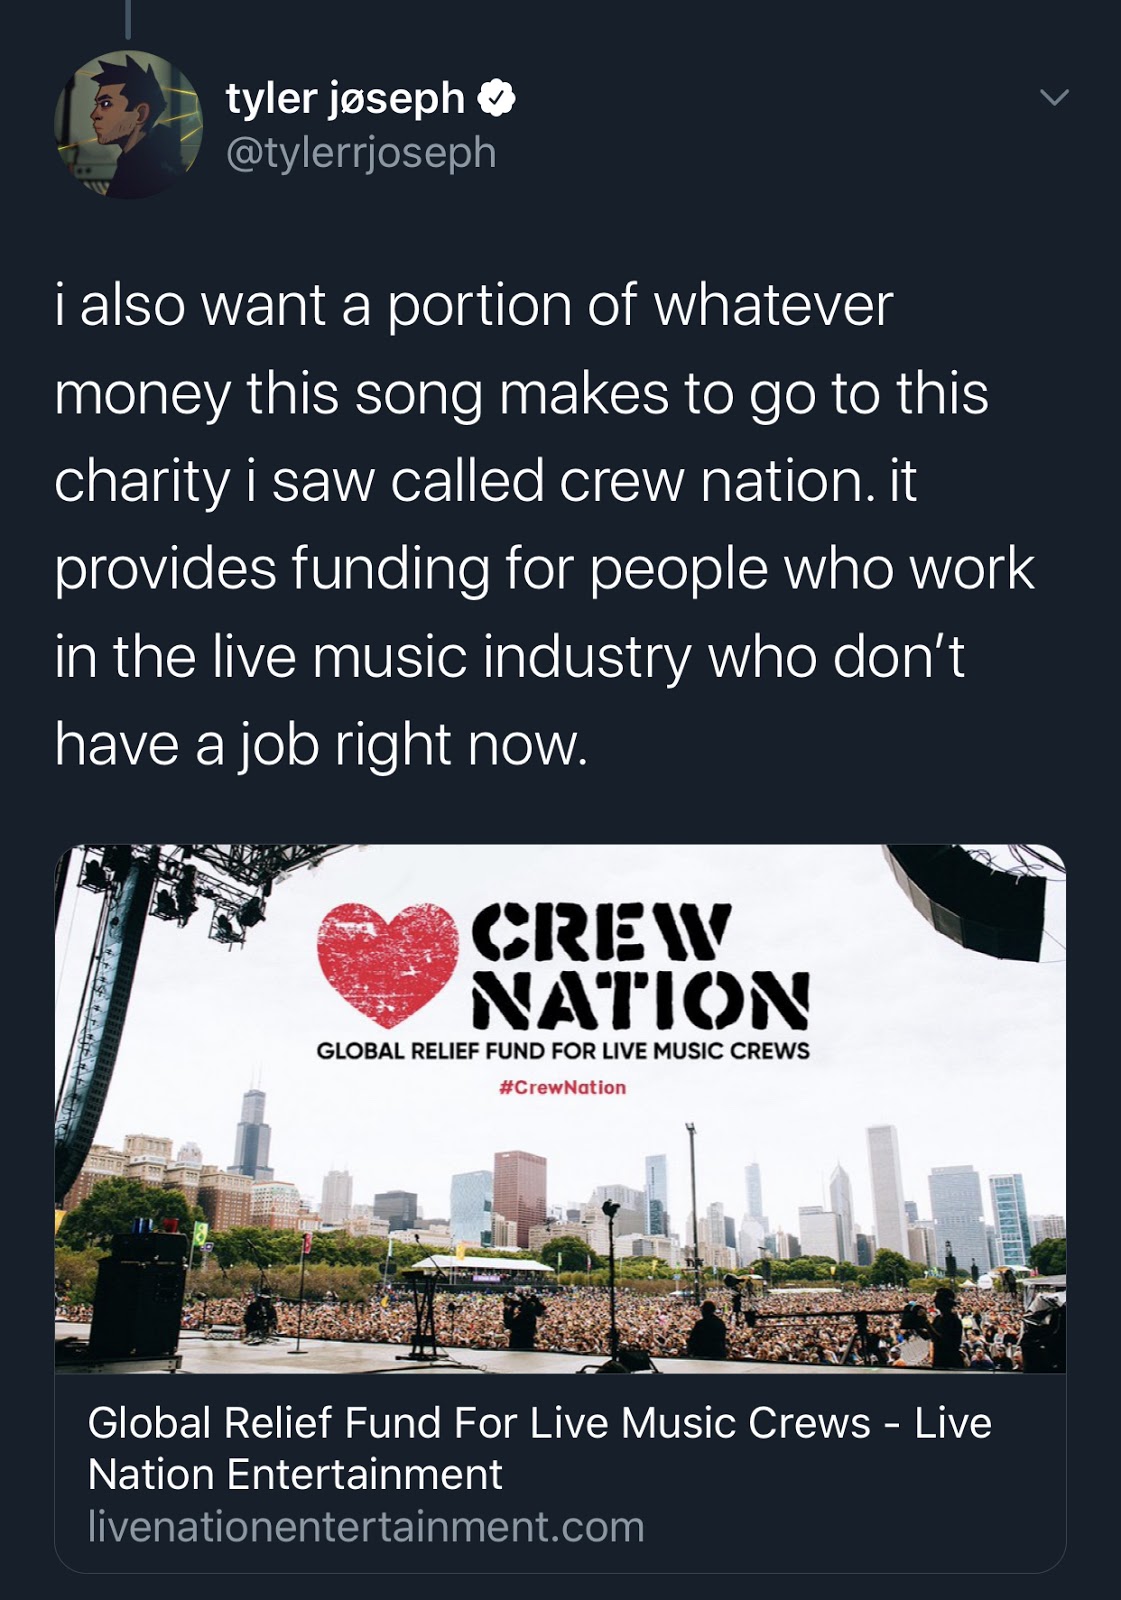 tyler jøseph
@tylerrjoseph
i also want a portion of whatever
money this song makes to go to this
charity i saw called crew nation. it
provides funding for people who work
in the live music industry who don’t
have a job right now.
CREW
NATION
GLOBAL RELIEF FUND FOR LIVE MUSIC CREWS
#CrewNation
Global Relief Fund For Live Music Crews - Live
Nation Entertainment
livenationentertainment.com